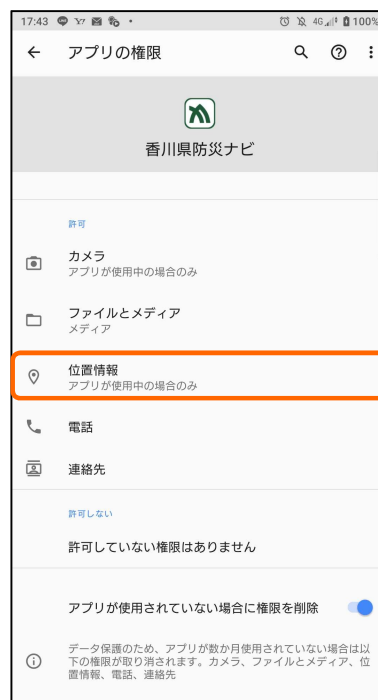 17:43
4G 100%
アプリの権限
香川県防災ナビ
許可
カメラ
アプリが使用中の場合のみ
ファイルとメディア
メディア
位置情報
アプリが使用中の場合のみ
電話
連絡先
許可しない
許可していない権限はありません
アプリが使用されていない場合に権限を削除
データ保護のため、アプリが数か月使用されていない場合は以
下の権限が取り消されます。カメラ、ファイルとメディア、位
置情報、電話、連絡先